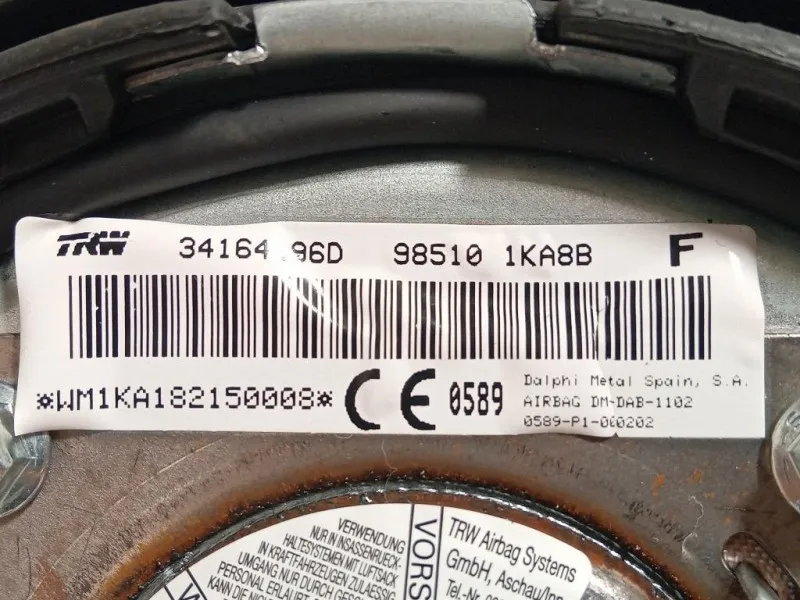 TRW 34164 96D 98510 1KA8B F
*WM1KA182150008* CE 0589
Dalphi Metal Spain, S.A.
AIRBAG DM-DAB-1102
0589-P1-000202
VERWENDUNG
NUR IN INSASSENRUECK-
HALTESYSTEMEN MIT LUFTSACK
IN KRAFTFAHRZEUGEN ZULAESSIG
UMGANG NUR DURCH
PERSONAL ERLAUBT
VORS
TRW Airbag Systems
GmbH, Aschau/Inn
Tel.-Nr.